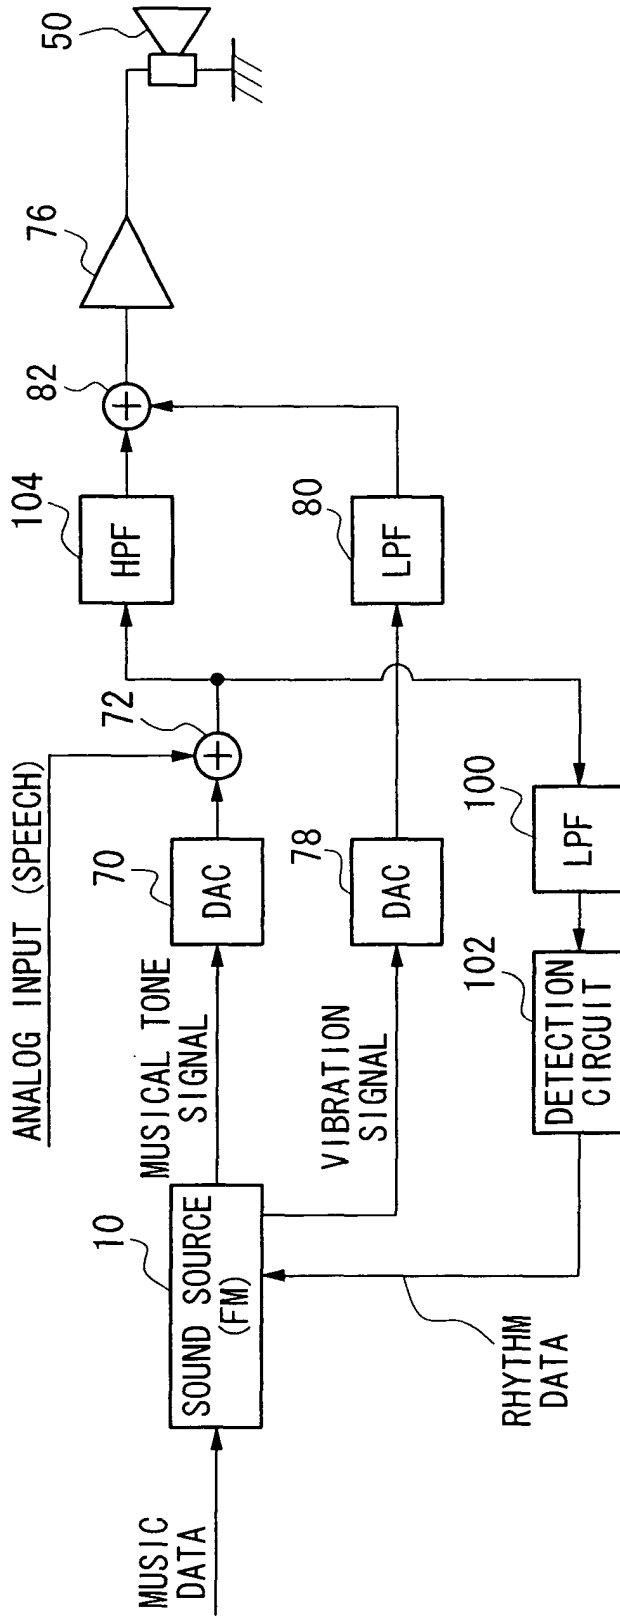 MUSIC
DATA
10
SOUND SOURCE
(FM)
ANALOG INPUT (SPEECH)
MUSICAL TONE
SIGNAL
70
DAC
72
104
HPF
82
76
50
VIBRATION
SIGNAL
78
DAC
80
LPF
RHYTHM
DATA
102
DETECTION
CIRCUIT
100
LPF